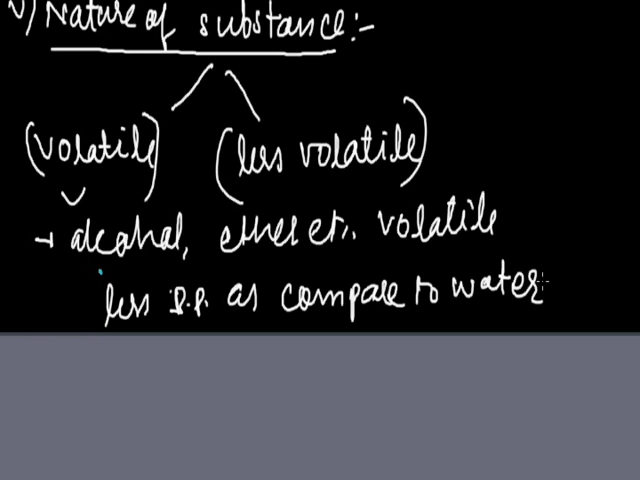 v) Nature of substance:-
(volatile) (less volatile)
→ alcohal, ether etc. volatile
less B.P. as compare to water